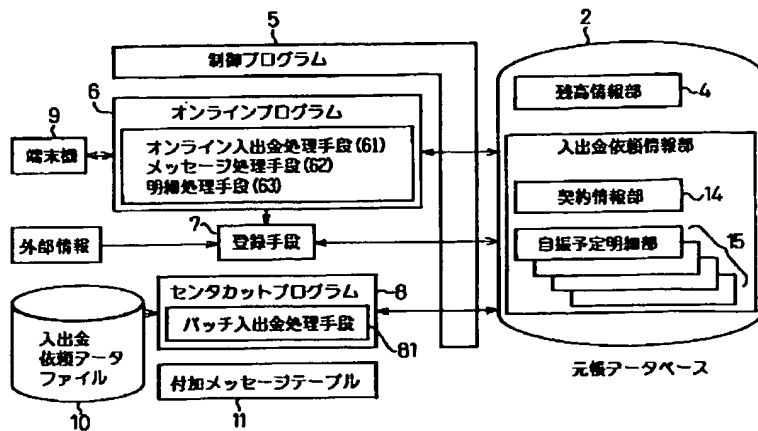 5
制御プログラム
2
残高情報部
4
6
オンラインプログラム
9
端末機
オンライン入出金処理手段(61)
メッセージ処理手段(62)
明細処理手段(63)
入出金依頼情報部
契約情報部
14
7
外部情報
登録手段
自振予定明細部
15
センタカットプログラム
8
バッチ入出金処理手段
81
入出金
依頼データ
ファイル
10
付加メッセージテーブル
11
元帳データベース